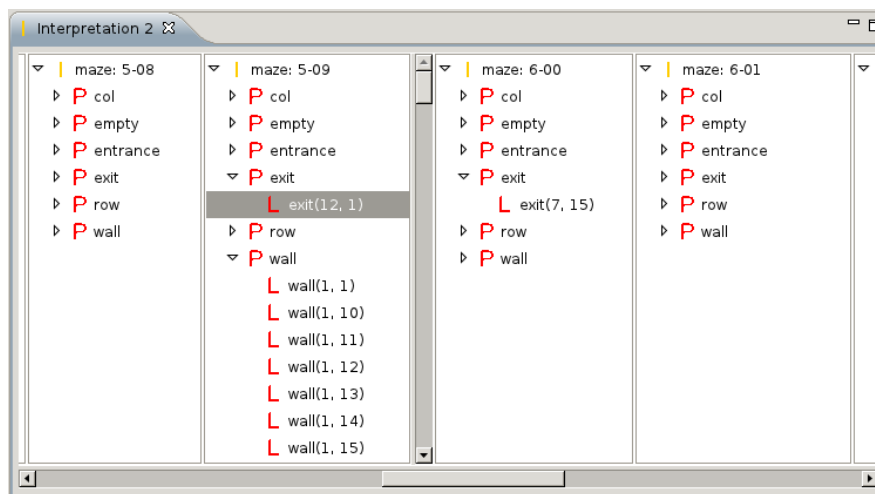 Interpretation 2
maze: 5-08
P col
P empty
P entrance
P exit
P row
P wall
maze: 5-09
P col
P empty
P entrance
P exit
L exit(12, 1)
P row
P wall
L wall(1, 1)
L wall(1, 10)
L wall(1, 11)
L wall(1, 12)
L wall(1, 13)
L wall(1, 14)
L wall(1, 15)
maze: 6-00
P col
P empty
P entrance
P exit
L exit(7, 15)
P row
P wall
maze: 6-01
P col
P empty
P entrance
P exit
P row
P wall